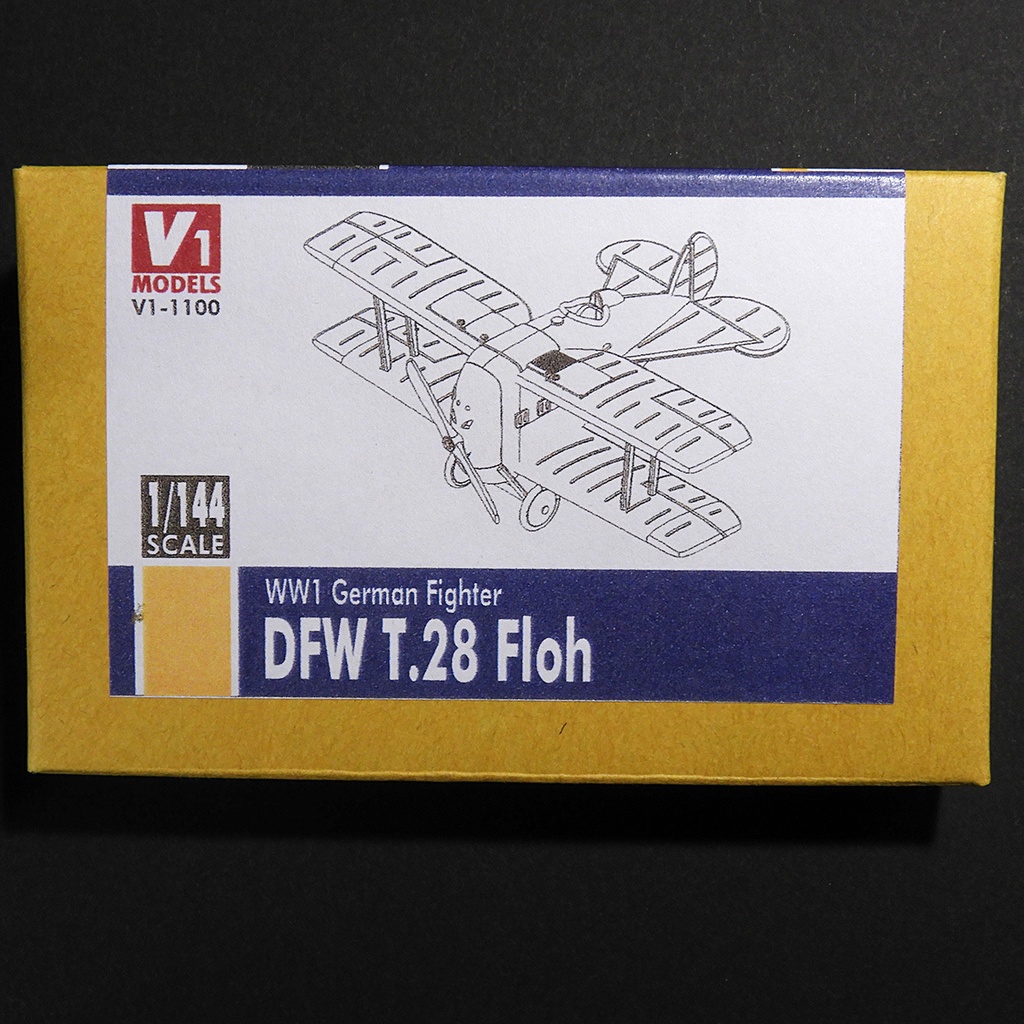 V1
MODELS
V1-1100
1/144
SCALE
WW1 German Fighter
DFW T.28 Floh